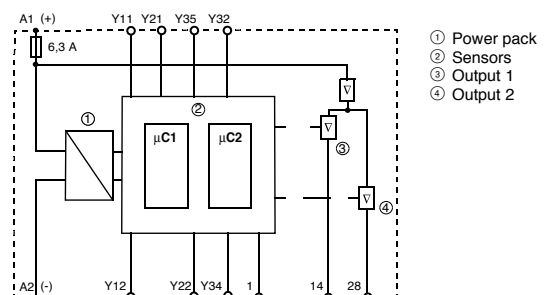 A1 (+) Y11 Y21 Y35 Y32
6,3 A
① Power pack
② Sensors
③ Output 1
④ Output 2
① ②
µC1 µC2
③
④
A2 (-) Y12 Y22 Y34 1 14 28